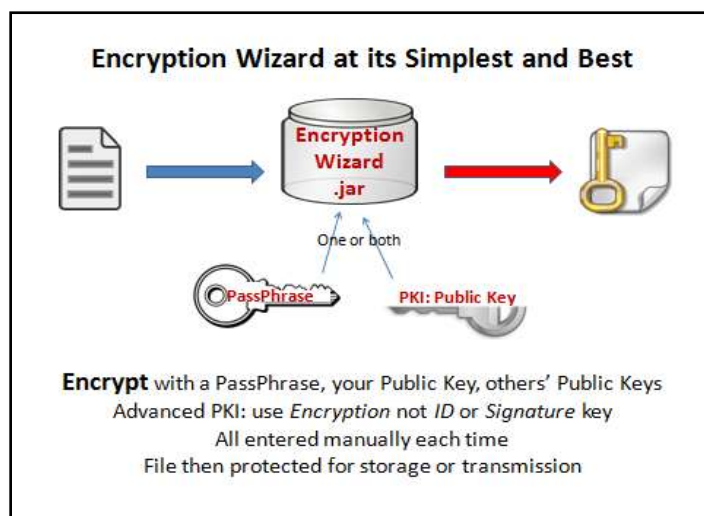 Encryption Wizard at its Simplest and Best
Encryption
Wizard
.jar
One or both
PassPhrase
PKI: Public Key
Encrypt with a PassPhrase, your Public Key, others' Public Keys
Advanced PKI: use Encryption not ID or Signature key
All entered manually each time
File then protected for storage or transmission